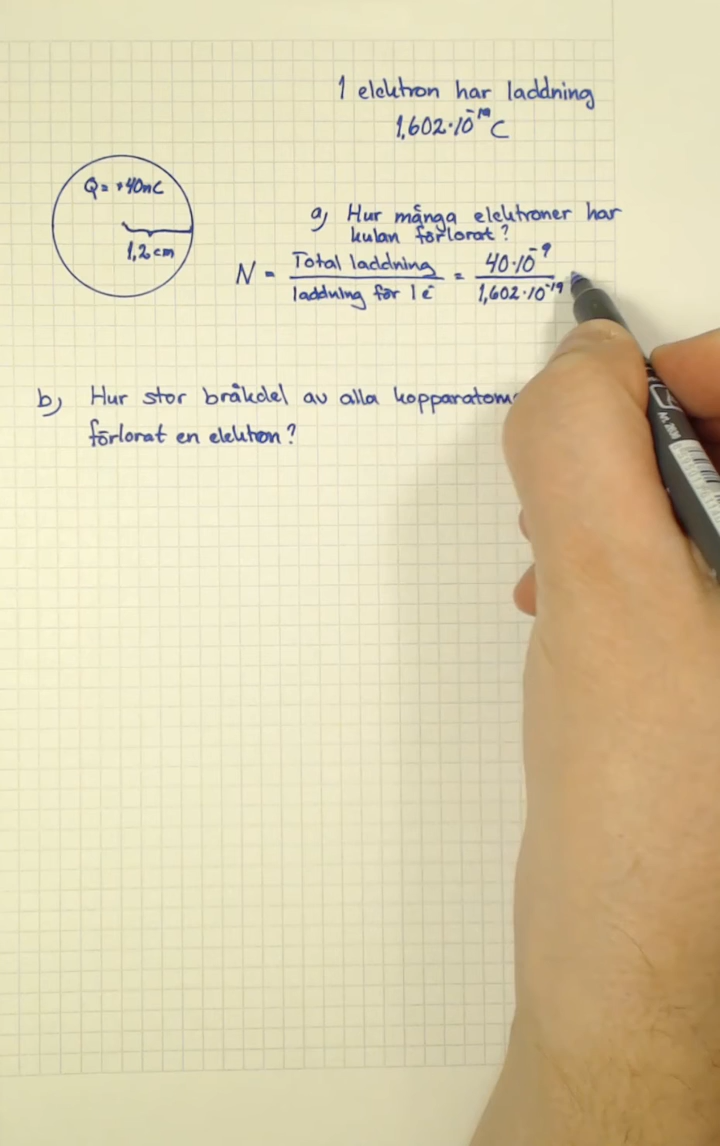 1 elektron har laddning
1,602·10⁻¹⁹ C
Q = +40nC
1,2 cm
a) Hur många elektroner har
kulan förlorat?
N = Total laddning / laddning för 1 e⁻ = 40·10⁻⁹ / 1,602·10⁻¹⁹
b) Hur stor bråkdel av alla kopparatom
förlorat en elektron?